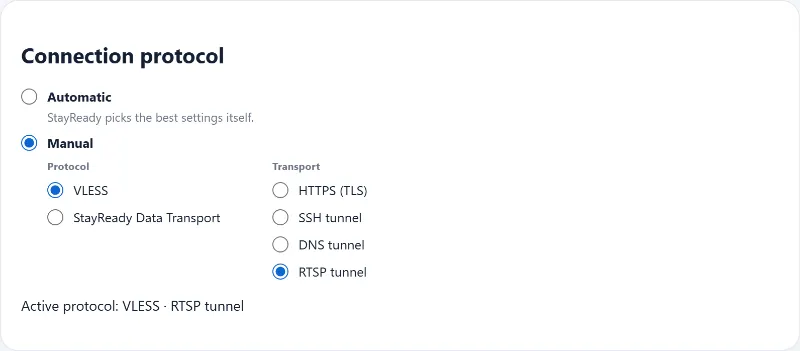 Connection protocol
Automatic
StayReady picks the best settings itself.
Manual
Protocol
VLESS
StayReady Data Transport
Transport
HTTPS (TLS)
SSH tunnel
DNS tunnel
RTSP tunnel
Active protocol: VLESS · RTSP tunnel